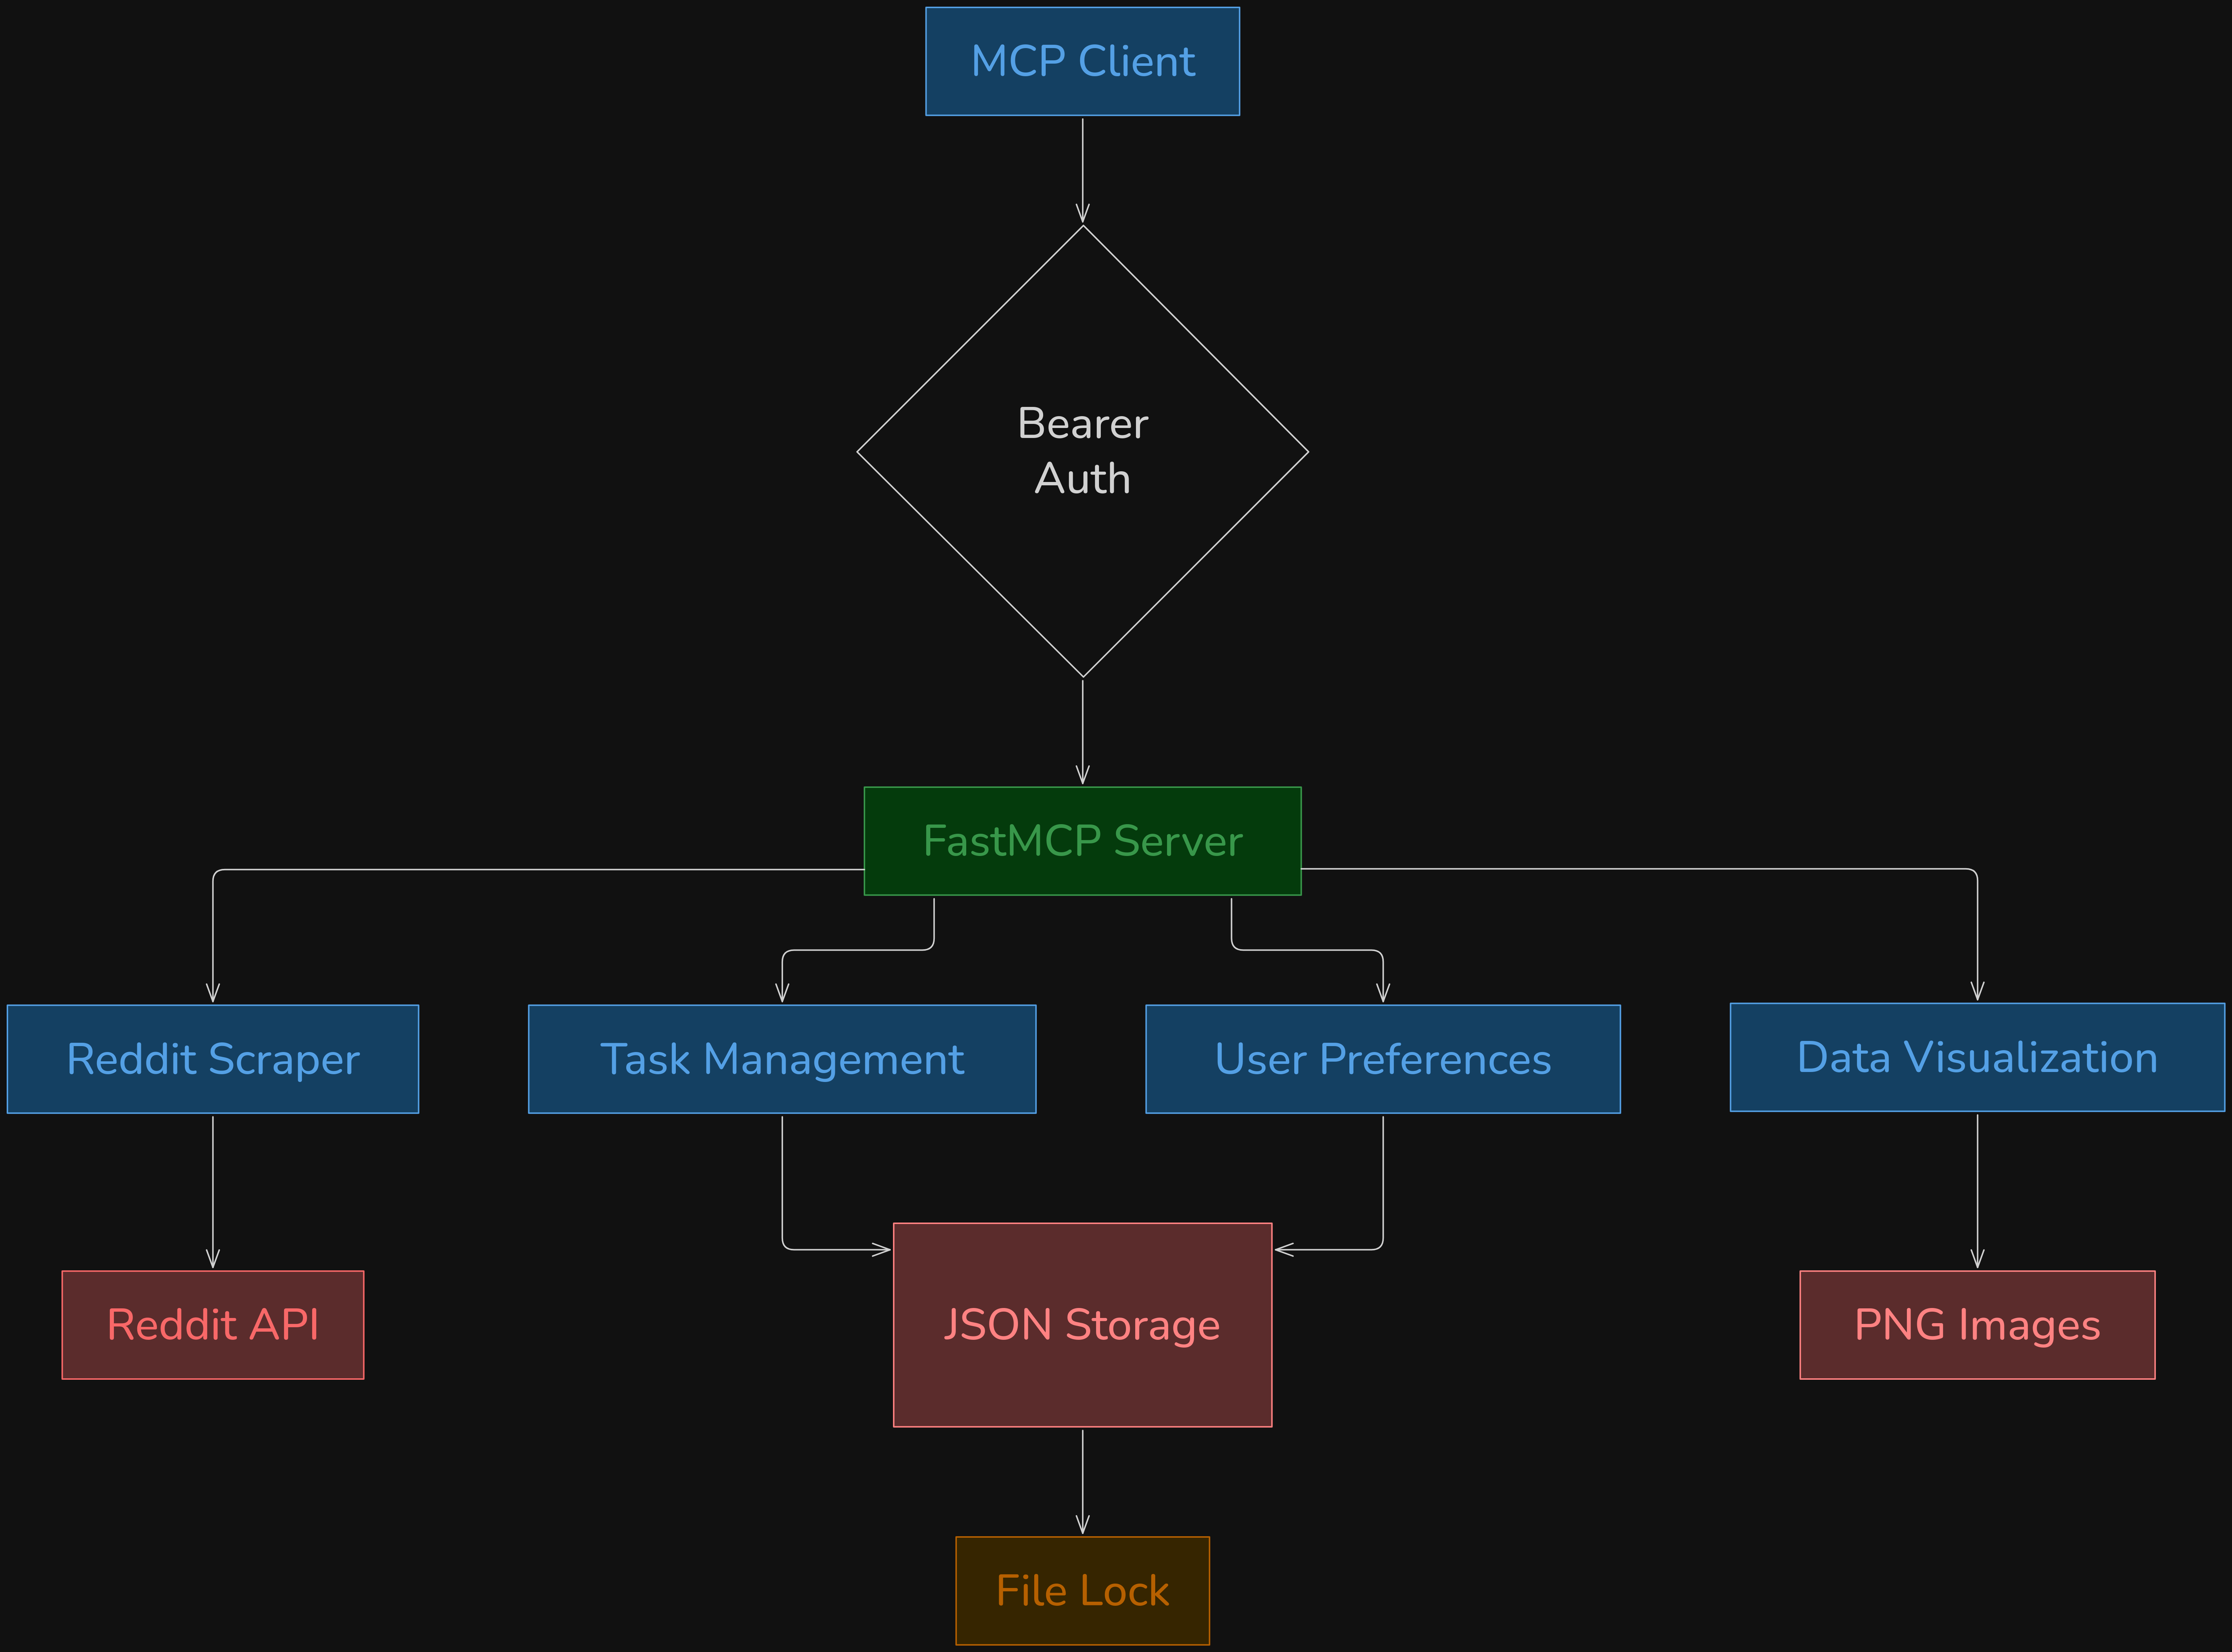 MCP Client
Bearer
Auth
FastMCP Server
Reddit Scraper
Task Management
User Preferences
Data Visualization
Reddit API
JSON Storage
PNG Images
File Lock